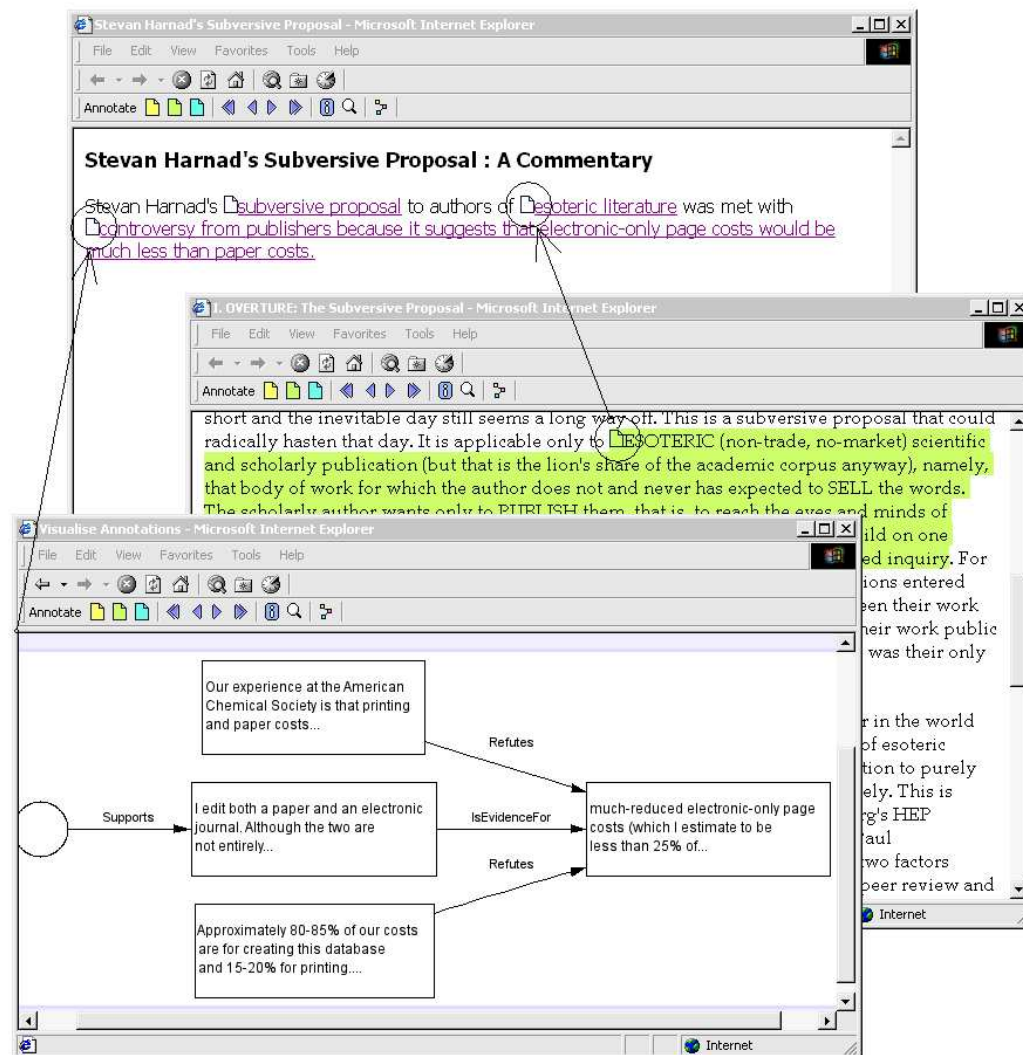 Stevan Harnad's Subversive Proposal - Microsoft Internet Explorer
File Edit View Favorites Tools Help
Annotate
Stevan Harnad's Subversive Proposal : A Commentary
Stevan Harnad's subversive proposal to authors of esoteric literature was met with
controversy from publishers because it suggests that electronic-only page costs would be
much less than paper costs.
I. OVERTURE: The Subversive Proposal - Microsoft Internet Explorer
File Edit View Favorites Tools Help
Annotate
short and the inevitable day still seems a long way off. This is a subversive proposal that could
radically hasten that day. It is applicable only to ESOTERIC (non-trade, no-market) scientific
and scholarly publication (but that is the lion's share of the academic corpus anyway), namely,
that body of work for which the author does not and never has expected to SELL the words.
The scholarly author wants only to PUBLISH them, that is, to reach the eyes and minds of
ild on one
ed inquiry. For
ions entered
een their work
heir work public
was their only
r in the world
of esoteric
tion to purely
ely. This is
rg's HEP
Paul
two factors
peer review and
Internet
Visualise Annotations - Microsoft Internet Explorer
File Edit View Favorites Tools Help
Annotate
Our experience at the American
Chemical Society is that printing
and paper costs...
Refutes
Supports
I edit both a paper and an electronic
journal. Although the two are
not entirely...
IsEvidenceFor
much-reduced electronic-only page
costs (which I estimate to be
less than 25% of...
Refutes
Approximately 80-85% of our costs
are for creating this database
and 15-20% for printing....
Internet